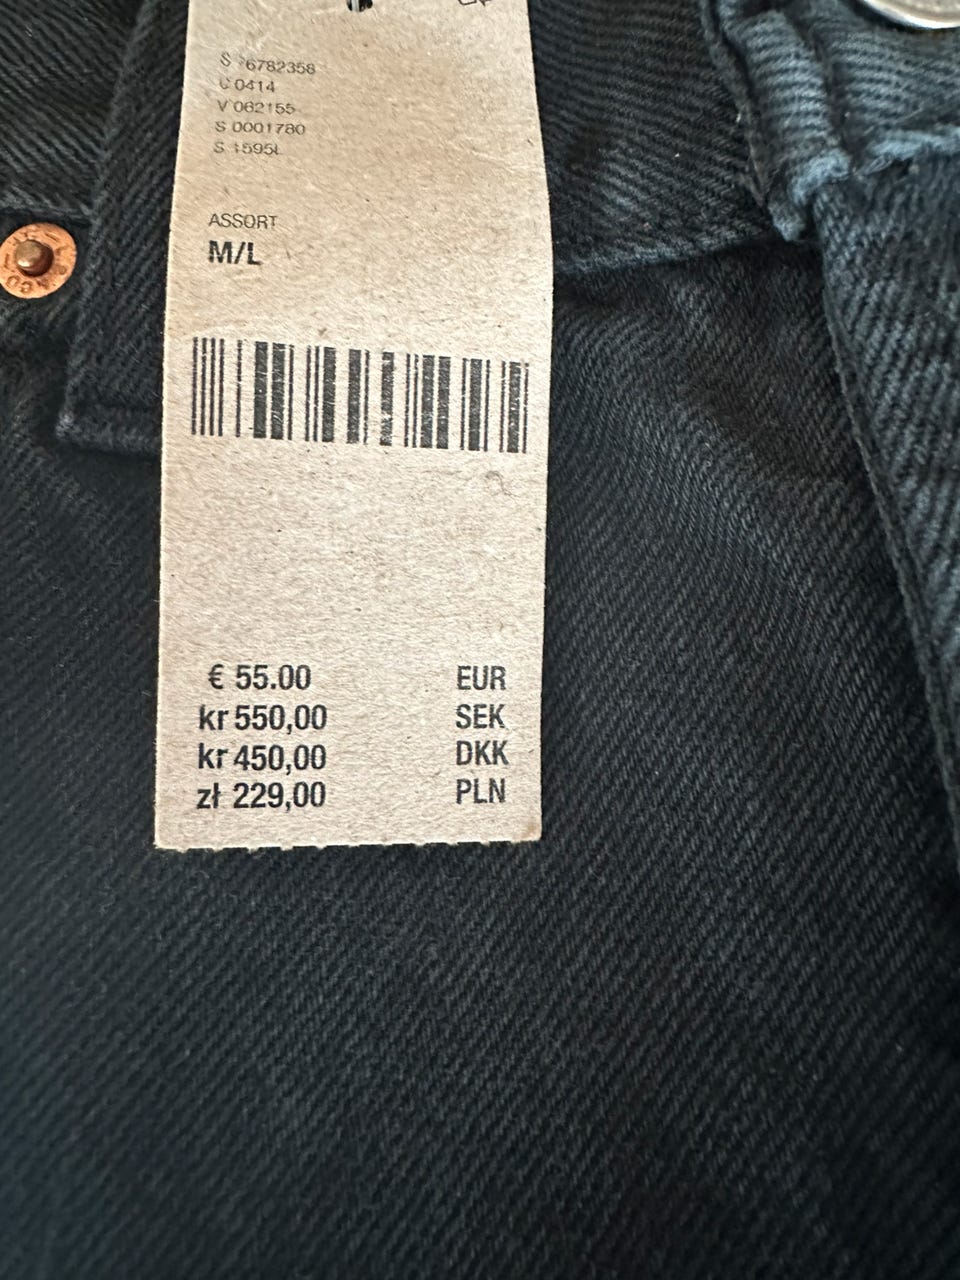 S 76782358
C 0414
V 062155
S 0001780
S 1595L
ASSORT
M/L
€ 55.00 EUR
kr 550,00 SEK
kr 450,00 DKK
zł 229,00 PLN